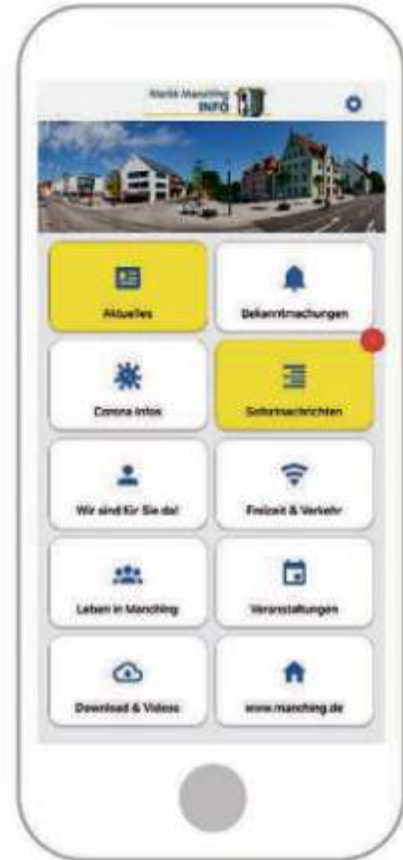 Markt Manching
INFO
Aktuelles
Bekanntmachungen
Corona Infos
Sofortnachrichten
Wir sind für Sie da!
Freizeit & Verkehr
Leben in Manching
Veranstaltungen
Download & Videos
www.manching.de